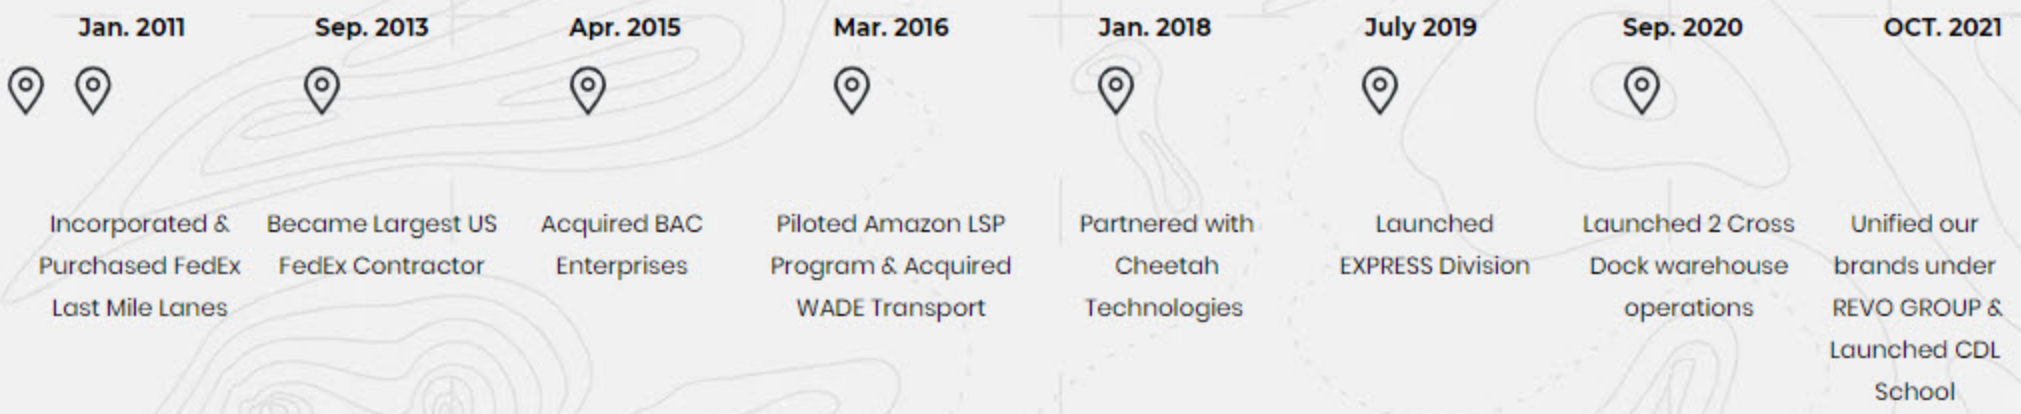 Jan. 2011
Incorporated &
Purchased FedEx
Last Mile Lanes
Sep. 2013
Became Largest US
FedEx Contractor
Apr. 2015
Acquired BAC
Enterprises
Mar. 2016
Piloted Amazon LSP
Program & Acquired
WADE Transport
Jan. 2018
Partnered with
Cheetah
Technologies
July 2019
Launched
EXPRESS Division
Sep. 2020
Launched 2 Cross
Dock warehouse
operations
OCT. 2021
Unified our
brands under
REVO GROUP &
Launched CDL
School